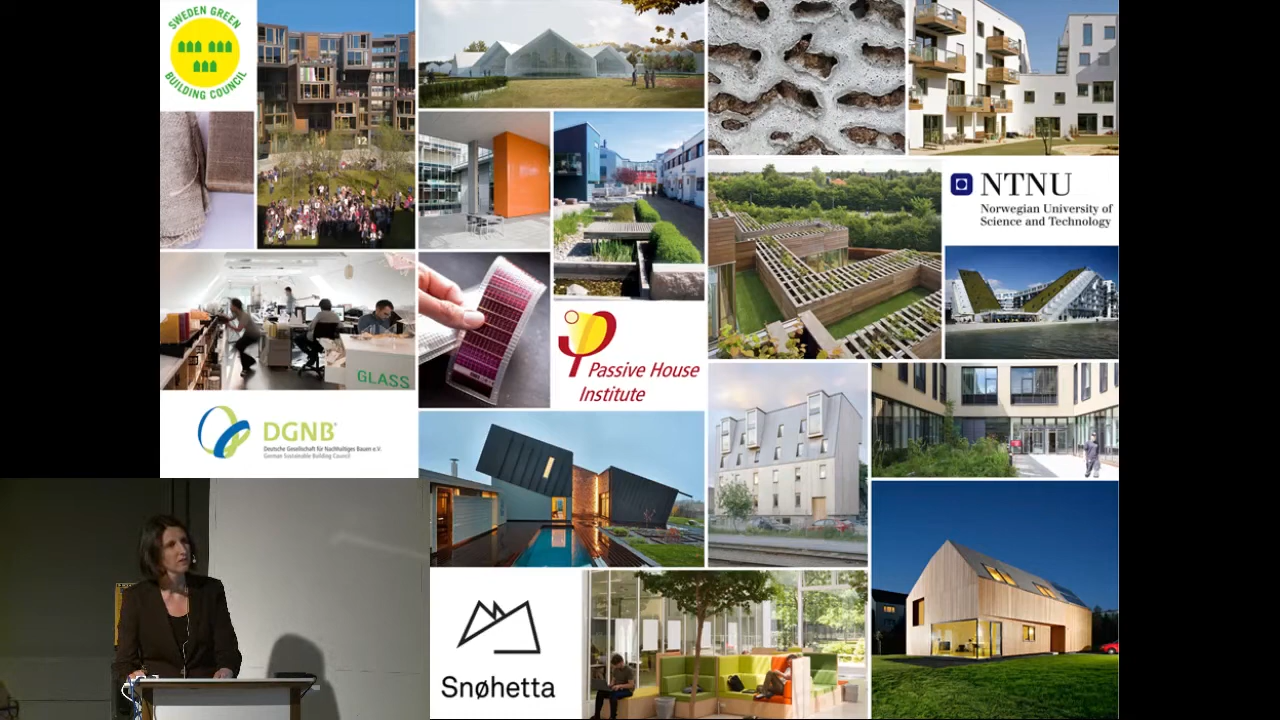 SWEDEN GREEN
BUILDING COUNCIL
12
NTNU
Norwegian University of
Science and Technology
GLASS
Passive House
Institute
DGNB
Deutsche Gesellschaft für Nachhaltiges Bauen e.V.
German Sustainable Building Council
Snøhetta